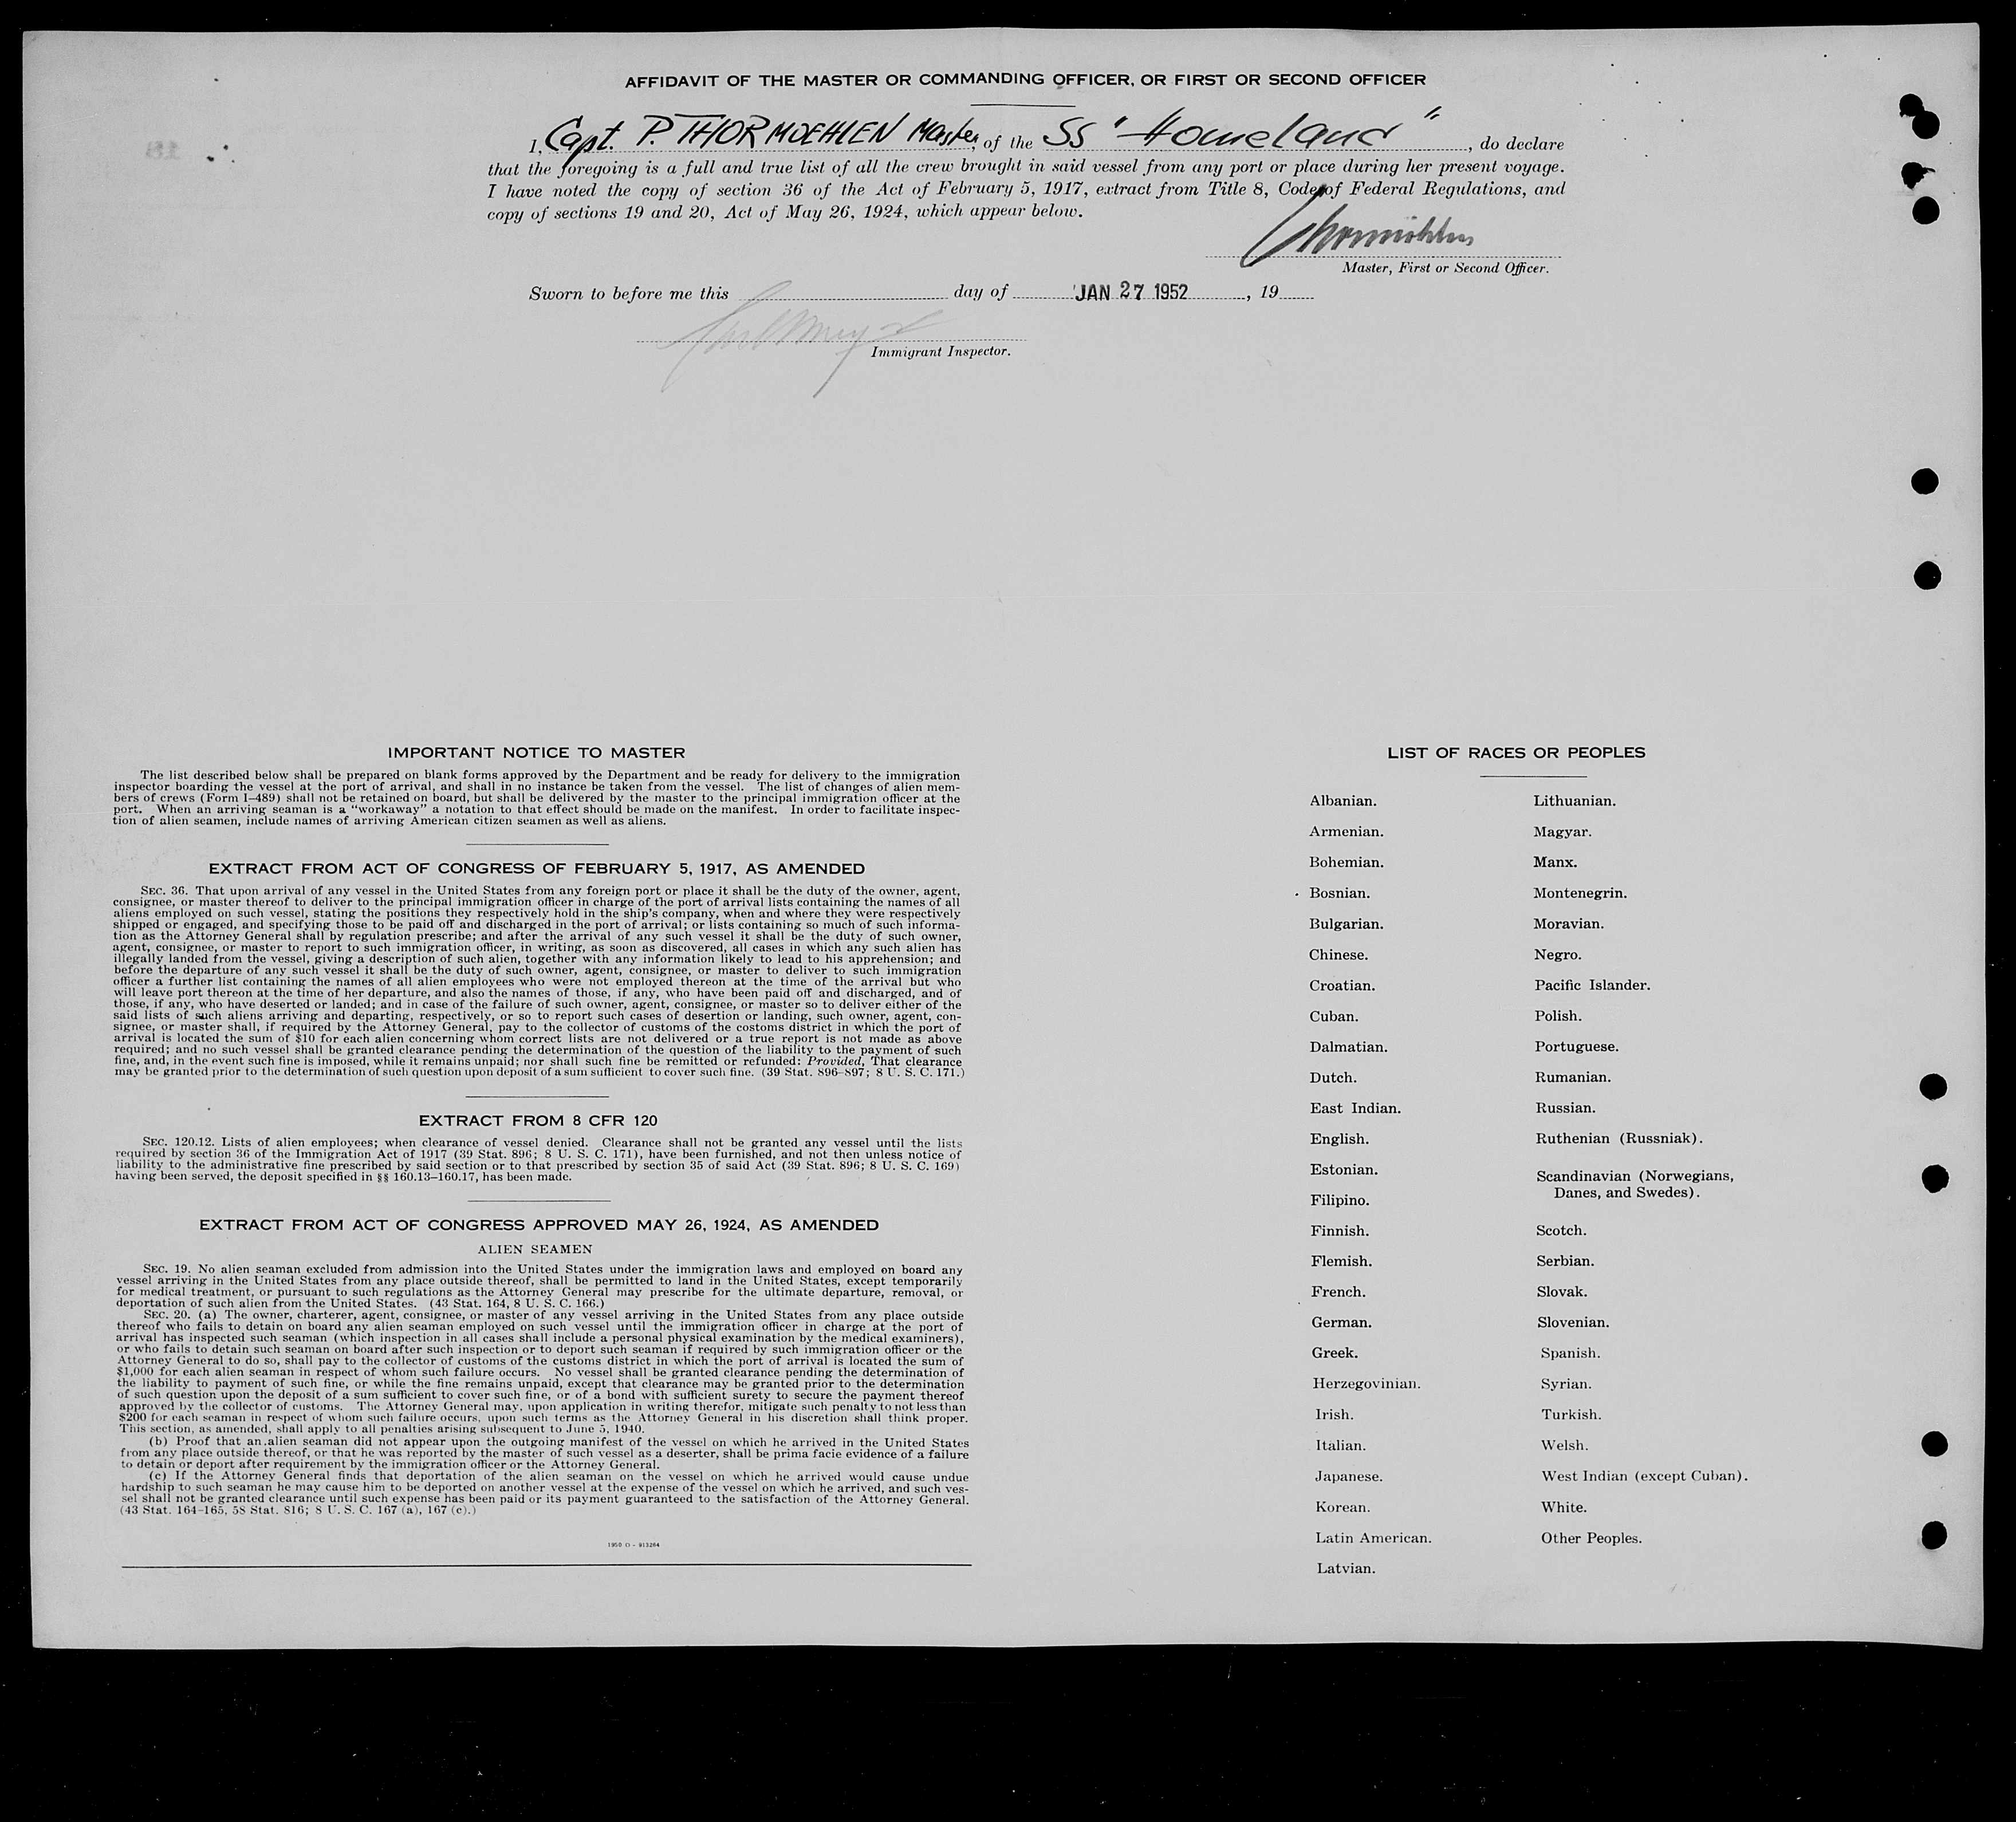 AFFIDAVIT OF THE MASTER OR COMMANDING OFFICER, OR FIRST OR SECOND OFFICER
I, Capt. P. THORMOEHLEN Master, of the SS "Homeland", do declare
that the foregoing is a full and true list of all the crew brought in said vessel from any port or place during her present voyage.
I have noted the copy of section 36 of the Act of February 5, 1917, extract from Title 8, Code of Federal Regulations, and
copy of sections 19 and 20, Act of May 26, 1924, which appear below.
Master, First or Second Officer.
Sworn to before me this day of JAN 27 1952, 19
Immigrant Inspector.
IMPORTANT NOTICE TO MASTER
The list described below shall be prepared on blank forms approved by the Department and be ready for delivery to the immigration
inspector boarding the vessel at the port of arrival, and shall in no instance be taken from the vessel. The list of changes of alien mem-
bers of crews (Form I–489) shall not be retained on board, but shall be delivered by the master to the principal immigration officer at the
port. When an arriving seaman is a "workaway" a notation to that effect should be made on the manifest. In order to facilitate inspec-
tion of alien seamen, include names of arriving American citizen seamen as well as aliens.
EXTRACT FROM ACT OF CONGRESS OF FEBRUARY 5, 1917, AS AMENDED
SEC. 36. That upon arrival of any vessel in the United States from any foreign port or place it shall be the duty of the owner, agent,
consignee, or master thereof to deliver to the principal immigration officer in charge of the port of arrival lists containing the names of all
aliens employed on such vessel, stating the positions they respectively hold in the ship's company, when and where they were respectively
shipped or engaged, and specifying those to be paid off and discharged in the port of arrival; or lists containing so much of such informa-
tion as the Attorney General shall by regulation prescribe; and after the arrival of any such vessel it shall be the duty of such owner,
agent, consignee, or master to report to such immigration officer, in writing, as soon as discovered, all cases in which any such alien has
illegally landed from the vessel, giving a description of such alien, together with any information likely to lead to his apprehension; and
before the departure of any such vessel it shall be the duty of such owner, agent, consignee, or master to deliver to such immigration
officer a further list containing the names of all alien employees who were not employed thereon at the time of the arrival but who
will leave port thereon at the time of her departure, and also the names of those, if any, who have been paid off and discharged, and of
those, if any, who have deserted or landed; and in case of the failure of such owner, agent, consignee, or master so to deliver either of the
said lists of such aliens arriving and departing, respectively, or so to report such cases of desertion or landing, such owner, agent, con-
signee, or master shall, if required by the Attorney General, pay to the collector of customs of the costoms district in which the port of
arrival is located the sum of $10 for each alien concerning whom correct lists are not delivered or a true report is not made as above
required; and no such vessel shall be granted clearance pending the determination of the question of the liability to the payment of such
fine, and, in the event such fine is imposed, while it remains unpaid; nor shall such fine be remitted or refunded: Provided, That clearance
may be granted prior to the determination of such question upon deposit of a sum sufficient to cover such fine. (39 Stat. 896–897; 8 U. S. C. 171.)
EXTRACT FROM 8 CFR 120
SEC. 120.12. Lists of alien employees; when clearance of vessel denied. Clearance shall not be granted any vessel until the lists
required by section 36 of the Immigration Act of 1917 (39 Stat. 896; 8 U. S. C. 171), have been furnished, and not then unless notice of
liability to the administrative fine prescribed by said section or to that prescribed by section 35 of said Act (39 Stat. 896; 8 U. S. C. 169)
having been served, the deposit specified in §§ 160.13–160.17, has been made.
EXTRACT FROM ACT OF CONGRESS APPROVED MAY 26, 1924, AS AMENDED
ALIEN SEAMEN
SEC. 19. No alien seaman excluded from admission into the United States under the immigration laws and employed on board any
vessel arriving in the United States from any place outside thereof, shall be permitted to land in the United States, except temporarily
for medical treatment, or pursuant to such regulations as the Attorney General may prescribe for the ultimate departure, removal, or
deportation of such alien from the United States. (43 Stat. 164, 8 U. S. C. 166.)
SEC. 20. (a) The owner, charterer, agent, consignee, or master of any vessel arriving in the United States from any place outside
thereof who fails to detain on board any alien seaman employed on such vessel until the immigration officer in charge at the port of
arrival has inspected such seaman (which inspection in all cases shall include a personal physical examination by the medical examiners),
or who fails to detain such seaman on board after such inspection or to deport such seaman if required by such immigration officer or the
Attorney General to do so, shall pay to the collector of customs of the customs district in which the port of arrival is located the sum of
$1,000 for each alien seaman in respect of whom such failure occurs. No vessel shall be granted clearance pending the determination of
the liability to payment of such fine, or while the fine remains unpaid, except that clearance may be granted prior to the determination
of such question upon the deposit of a sum sufficient to cover such fine, or of a bond with sufficient surety to secure the payment thereof
approved by the collector of customs. The Attorney General may, upon application in writing therefor, mitigate such penalty to not less than
$200 for each seaman in respect of whom such failure occurs, upon such terms as the Attorney General in his discretion shall think proper.
This section, as amended, shall apply to all penalties arising subsequent to June 5, 1940.
(b) Proof that an alien seaman did not appear upon the outgoing manifest of the vessel on which he arrived in the United States
from any place outside thereof, or that he was reported by the master of such vessel as a deserter, shall be prima facie evidence of a failure
to detain or deport after requirement by the immigration officer or the Attorney General.
(c) If the Attorney General finds that deportation of the alien seaman on the vessel on which he arrived would cause undue
hardship to such seaman he may cause him to be deported on another vessel at the expense of the vessel on which he arrived, and such ves-
sel shall not be granted clearance until such expense has been paid or its payment guaranteed to the satisfaction of the Attorney General.
(43 Stat. 164–165, 58 Stat. 816; 8 U. S. C. 167 (a), 167 (c).)
1950 O - 913264
LIST OF RACES OR PEOPLES
Albanian.
Armenian.
Bohemian.
Bosnian.
Bulgarian.
Chinese.
Croatian.
Cuban.
Dalmatian.
Dutch.
East Indian.
English.
Estonian.
Filipino.
Finnish.
Flemish.
French.
German.
Greek.
Herzegovinian.
Irish.
Italian.
Japanese.
Korean.
Latin American.
Latvian.
Lithuanian.
Magyar.
Manx.
Montenegrin.
Moravian.
Negro.
Pacific Islander.
Polish.
Portuguese.
Rumanian.
Russian.
Ruthenian (Russniak).
Scandinavian (Norwegians,
Danes, and Swedes).
Scotch.
Serbian.
Slovak.
Slovenian.
Spanish.
Syrian.
Turkish.
Welsh.
West Indian (except Cuban).
White.
Other Peoples.